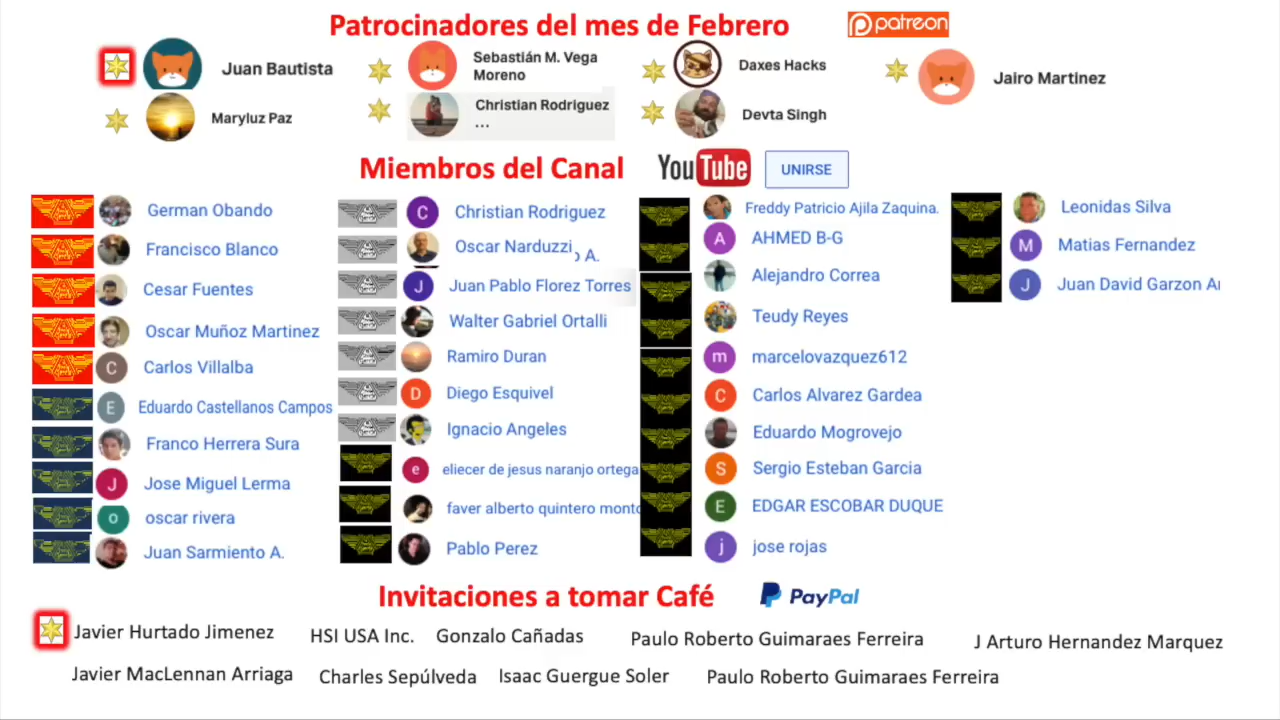 Patrocinadores del mes de Febrero
patreon
Juan Bautista
Sebastián M. Vega
Moreno
Daxes Hacks
Jairo Martinez
Maryluz Paz
Christian Rodriguez
...
Devta Singh
Miembros del Canal
YouTube
UNIRSE
German Obando
Francisco Blanco
Cesar Fuentes
Oscar Muñoz Martinez
C
Carlos Villalba
E
Eduardo Castellanos Campos
Franco Herrera Sura
J
Jose Miguel Lerma
o
oscar rivera
Juan Sarmiento A.
C
Christian Rodriguez
Oscar Narduzzi
A.
J
Juan Pablo Florez Torres
Walter Gabriel Ortalli
Ramiro Duran
D
Diego Esquivel
Ignacio Angeles
e
eliecer de jesus naranjo ortega
faver alberto quintero monto
Pablo Perez
Freddy Patricio Ajila Zaquina.
A
AHMED B-G
Alejandro Correa
Teudy Reyes
m
marcelovazquez612
C
Carlos Alvarez Gardea
Eduardo Mogrovejo
S
Sergio Esteban Garcia
E
EDGAR ESCOBAR DUQUE
j
jose rojas
Leonidas Silva
M
Matias Fernandez
J
Juan David Garzon
Invitaciones a tomar Café
PayPal
Javier Hurtado Jimenez
HSI USA Inc.
Gonzalo Cañadas
Paulo Roberto Guimaraes Ferreira
J Arturo Hernandez Marquez
Javier MacLennan Arriaga
Charles Sepúlveda
Isaac Guergue Soler
Paulo Roberto Guimaraes Ferreira